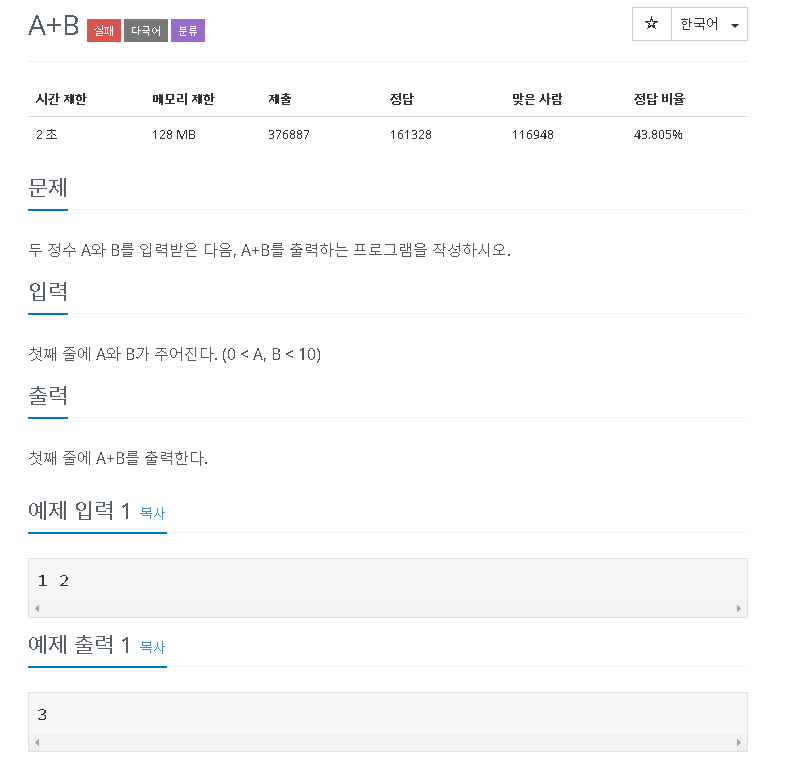 A+B 실패 다국어 분류 ☆ 한국어
시간 제한 메모리 제한 제출 정답 맞은 사람 정답 비율
2 초 128 MB 376887 161328 116948 43.805%
문제
두 정수 A와 B를 입력받은 다음, A+B를 출력하는 프로그램을 작성하시오.
입력
첫째 줄에 A와 B가 주어진다. (0 < A, B < 10)
출력
첫째 줄에 A+B를 출력한다.
예제 입력 1 복사
1 2
예제 출력 1 복사
3